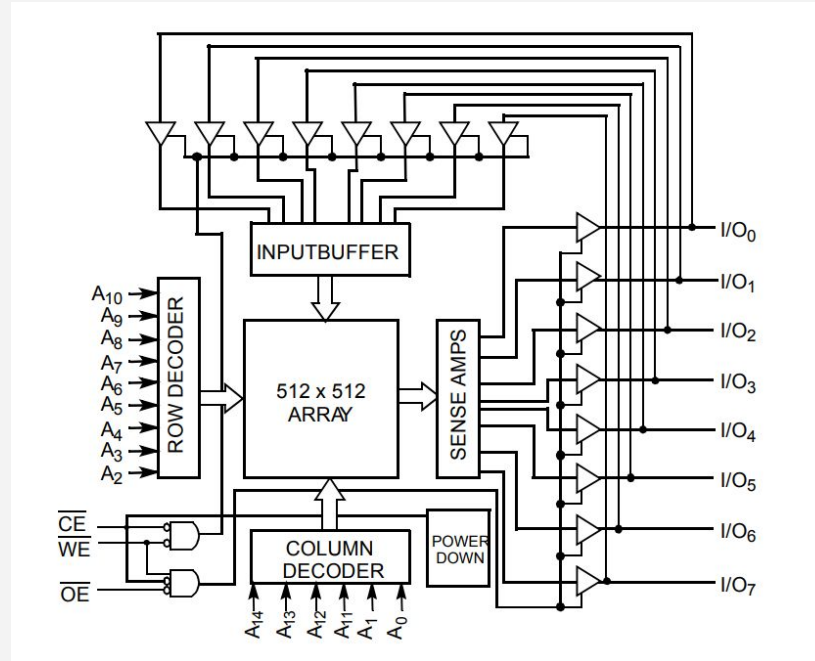 INPUTBUFFER
I/O0
I/O1
I/O2
I/O3
I/O4
I/O5
I/O6
I/O7
A10
A9
A8
A7
A6
A5
A4
A3
A2
ROW DECODER
512 x 512
ARRAY
SENSE AMPS
CE
WE
OE
COLUMN
DECODER
POWER
DOWN
A14
A13
A12
A11
A1
A0